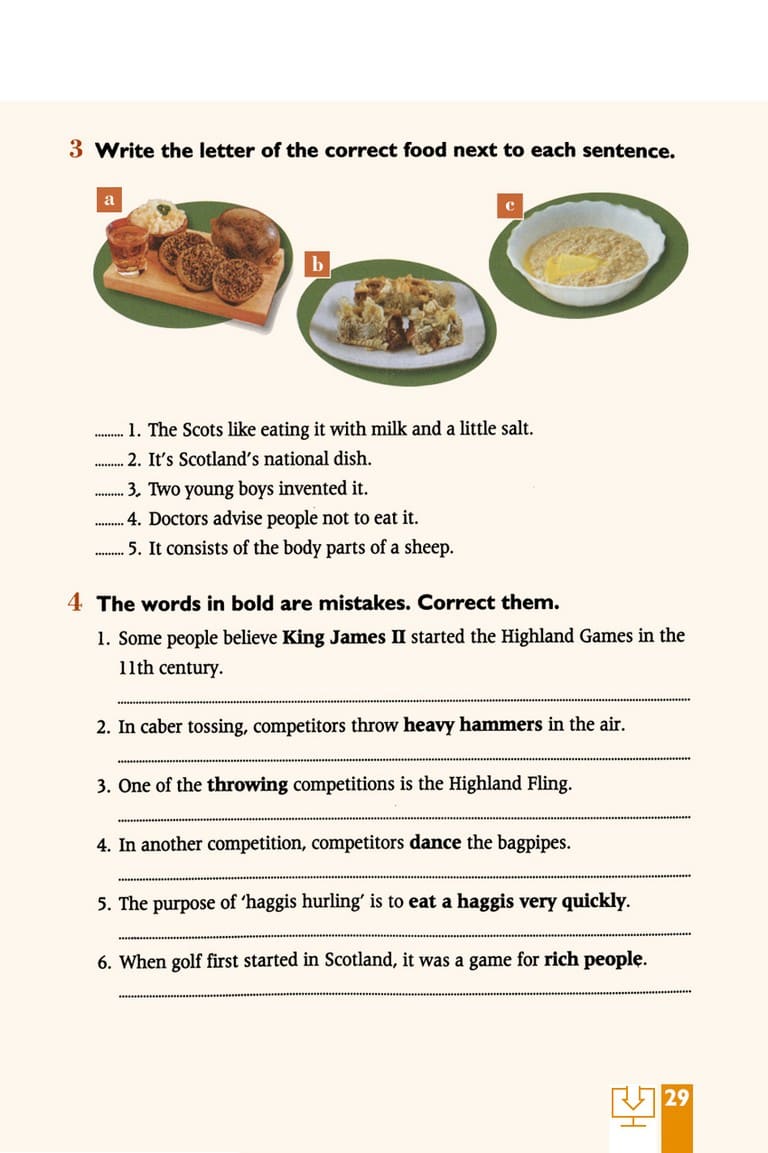 3 Write the letter of the correct food next to each sentence.
a
c
b
......... 1. The Scots like eating it with milk and a little salt.
......... 2. It's Scotland's national dish.
......... 3. Two young boys invented it.
......... 4. Doctors advise people not to eat it.
......... 5. It consists of the body parts of a sheep.
4 The words in bold are mistakes. Correct them.
1. Some people believe King James II started the Highland Games in the
11th century.
2. In caber tossing, competitors throw heavy hammers in the air.
3. One of the throwing competitions is the Highland Fling.
4. In another competition, competitors dance the bagpipes.
5. The purpose of ‘haggis hurling’ is to eat a haggis very quickly.
6. When golf first started in Scotland, it was a game for rich people.
29